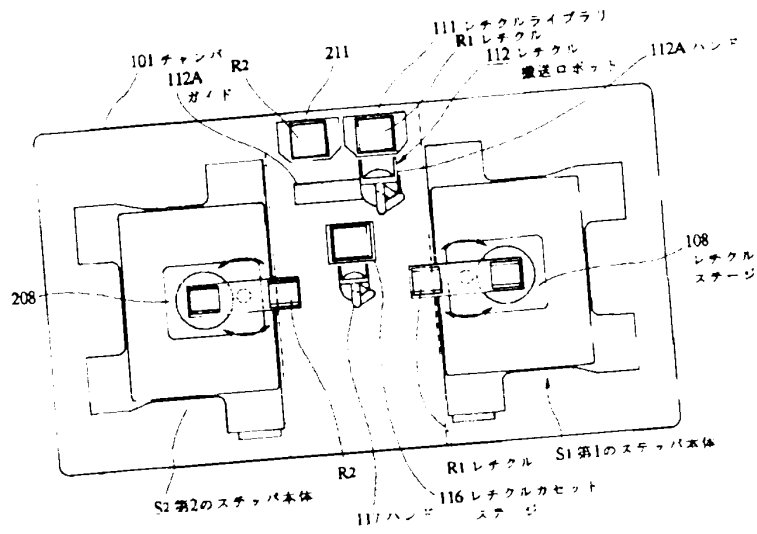 111 レチクルライブラリ
R1 レチクル
112 レチクル
搬送ロボット
112A ハンド
101 チャンバ
112A
ガイド
R2
211
108
レチクル
ステージ
208
R2
R1 レチクル
S1 第1のステッパ本体
S2 第2のステッパ本体
117 ハンド
116 レチクルカセット
ステージ